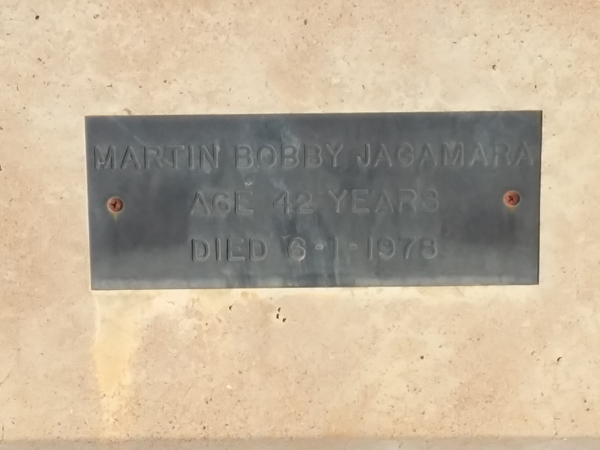 MARTIN BOBBY JAGAMARA
AGE 42 YEARS
DIED 6-1-1978